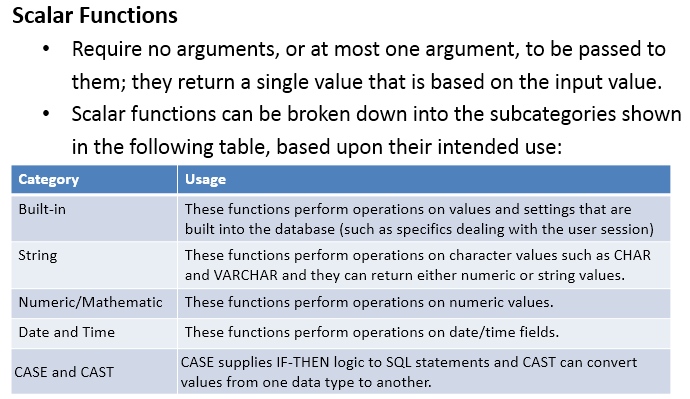 Scalar Functions
• Require no arguments, or at most one argument, to be passed to
them; they return a single value that is based on the input value.
• Scalar functions can be broken down into the subcategories shown
in the following table, based upon their intended use:
Category Usage
Built-in These functions perform operations on values and settings that are
built into the database (such as specifics dealing with the user session)
String These functions perform operations on character values such as CHAR
and VARCHAR and they can return either numeric or string values.
Numeric/Mathematic These functions perform operations on numeric values.
Date and Time These functions perform operations on date/time fields.
CASE and CAST CASE supplies IF-THEN logic to SQL statements and CAST can convert
values from one data type to another.